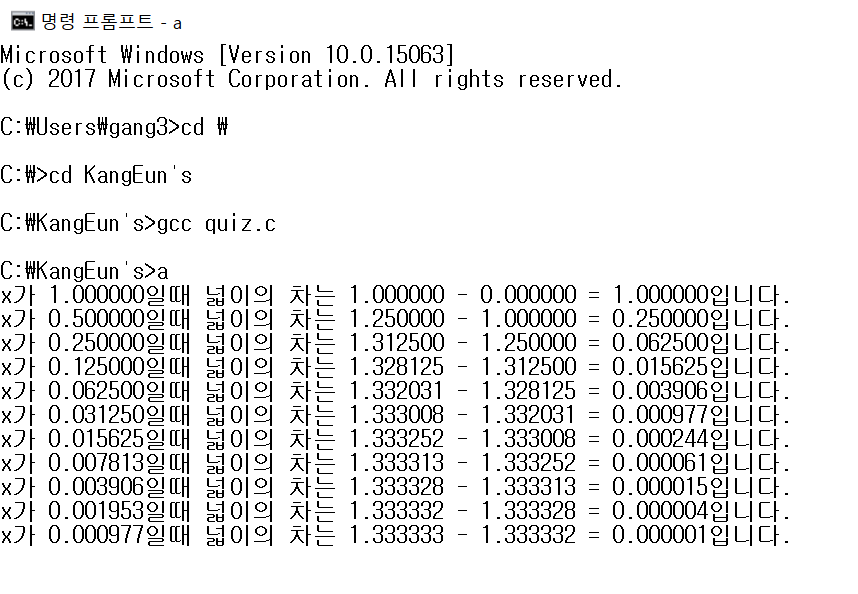 명령 프롬프트 - a
Microsoft Windows [Version 10.0.15063]
(c) 2017 Microsoft Corporation. All rights reserved.
C:₩Users₩gang3>cd ₩
C:₩>cd KangEun's
C:₩KangEun's>gcc quiz.c
C:₩KangEun's>a
x가 1.000000일때 넓이의 차는 1.000000 - 0.000000 = 1.000000입니다.
x가 0.500000일때 넓이의 차는 1.250000 - 1.000000 = 0.250000입니다.
x가 0.250000일때 넓이의 차는 1.312500 - 1.250000 = 0.062500입니다.
x가 0.125000일때 넓이의 차는 1.328125 - 1.312500 = 0.015625입니다.
x가 0.062500일때 넓이의 차는 1.332031 - 1.328125 = 0.003906입니다.
x가 0.031250일때 넓이의 차는 1.333008 - 1.332031 = 0.000977입니다.
x가 0.015625일때 넓이의 차는 1.333252 - 1.333008 = 0.000244입니다.
x가 0.007813일때 넓이의 차는 1.333313 - 1.333252 = 0.000061입니다.
x가 0.003906일때 넓이의 차는 1.333328 - 1.333313 = 0.000015입니다.
x가 0.001953일때 넓이의 차는 1.333332 - 1.333328 = 0.000004입니다.
x가 0.000977일때 넓이의 차는 1.333333 - 1.333332 = 0.000001입니다.